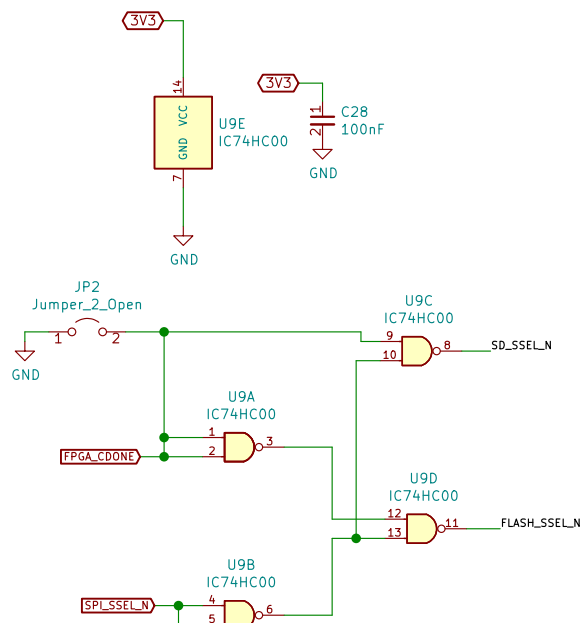 3V3
14
VCC
GND
7
U9E
IC74HC00
GND
3V3
1
2
C28
100nF
GND
JP2
Jumper_2_Open
1
2
GND
U9C
IC74HC00
9
10
8
SD_SSEL_N
U9A
IC74HC00
1
2
3
FPGA_CDONE
U9D
IC74HC00
12
13
11
FLASH_SSEL_N
U9B
IC74HC00
SPI_SSEL_N
4
5
6